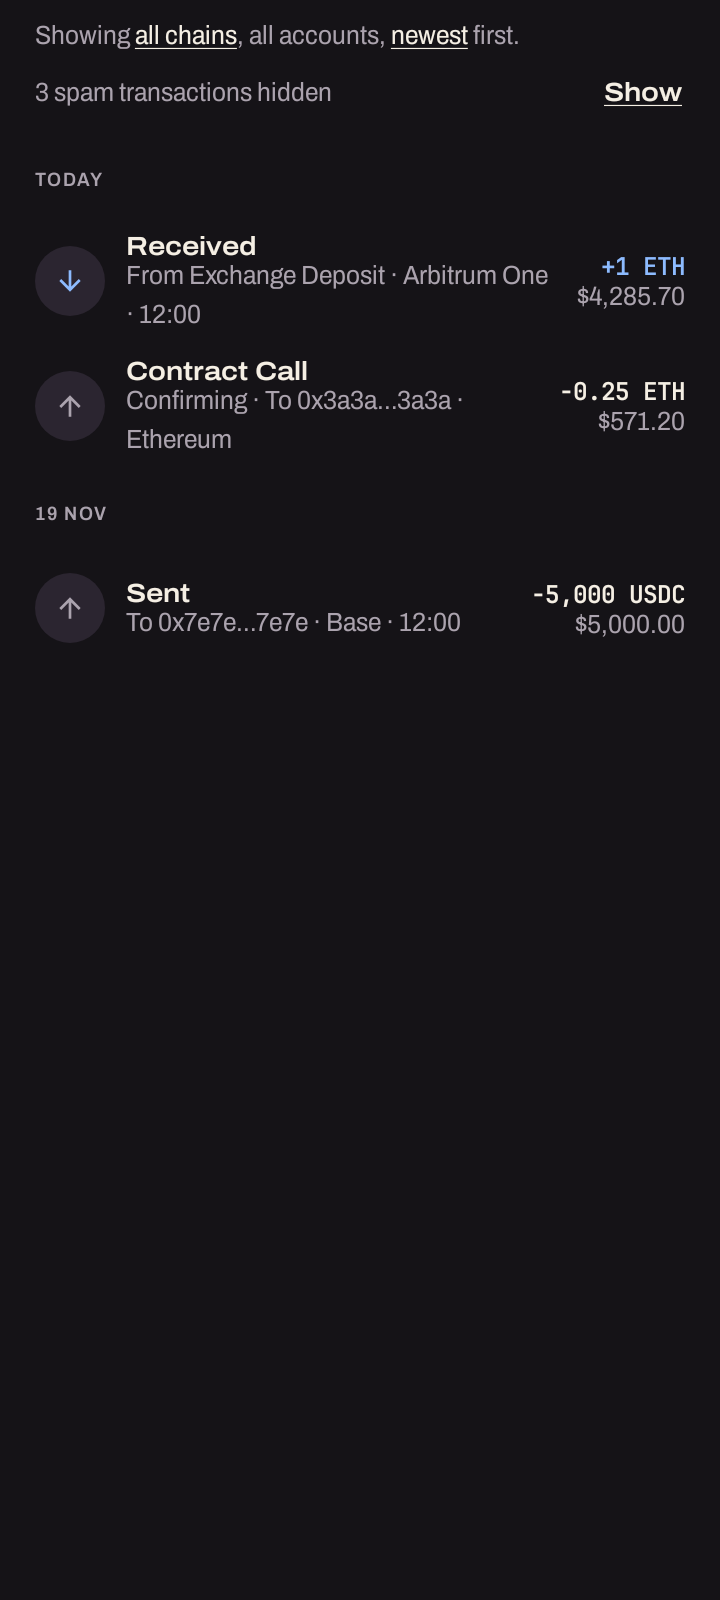 Showing all chains, all accounts, newest first.
3 spam transactions hidden
Show
TODAY
Received
From Exchange Deposit · Arbitrum One
· 12:00
+1 ETH
$4,285.70
Contract Call
Confirming · To 0x3a3a...3a3a ·
Ethereum
-0.25 ETH
$571.20
19 NOV
Sent
To 0x7e7e...7e7e · Base · 12:00
-5,000 USDC
$5,000.00